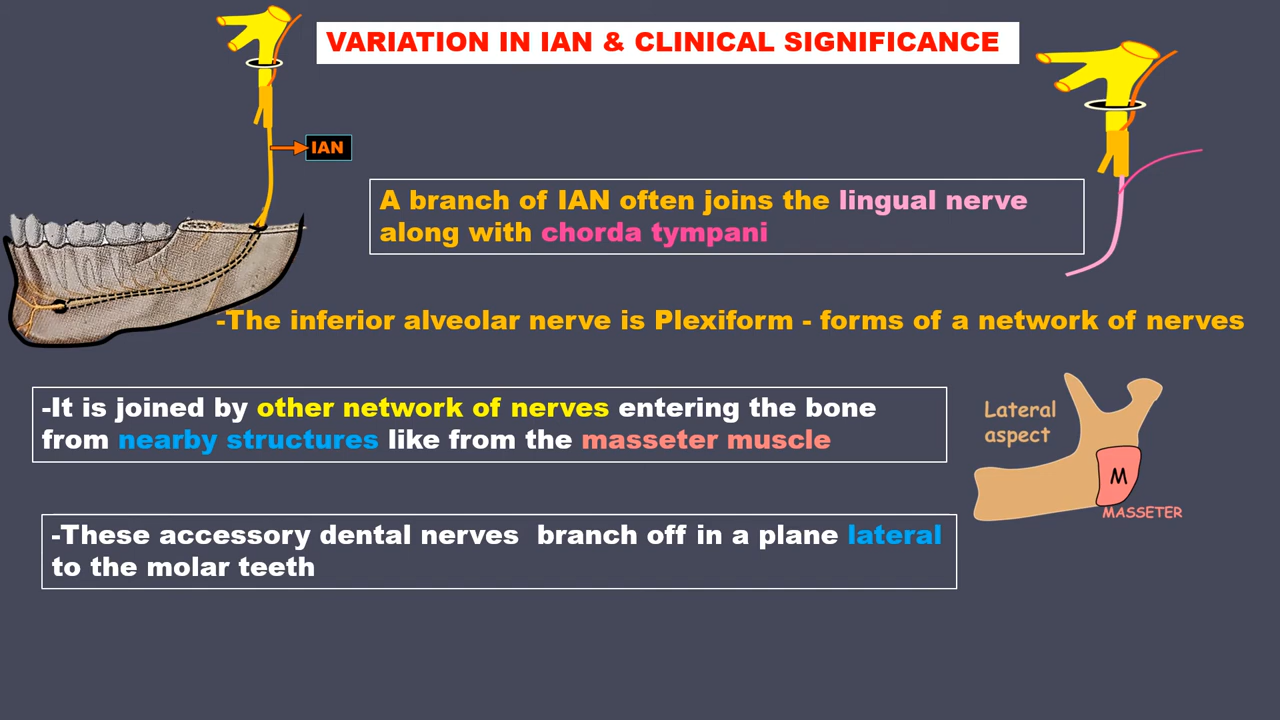 VARIATION IN IAN & CLINICAL SIGNIFICANCE
IAN
A branch of IAN often joins the lingual nerve
along with chorda tympani
-The inferior alveolar nerve is Plexiform - forms of a network of nerves
-It is joined by other network of nerves entering the bone
from nearby structures like from the masseter muscle
Lateral
aspect
M
MASSETER
-These accessory dental nerves branch off in a plane lateral
to the molar teeth